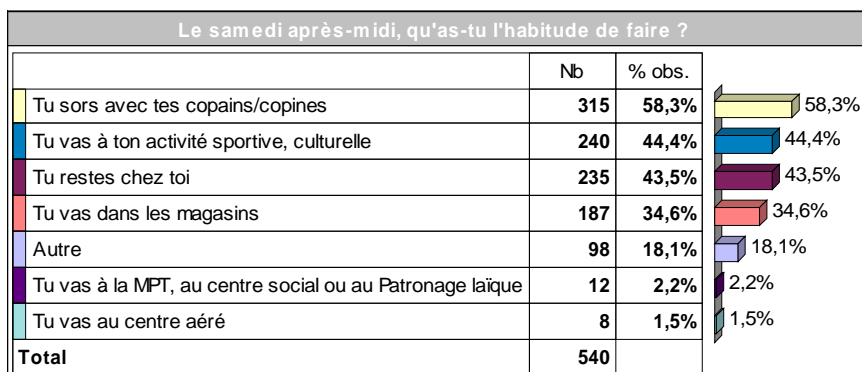 Le samedi après-midi, qu'as-tu l'habitude de faire ?
Nb % obs.
Tu sors avec tes copains/copines 315 58,3% 58,3%
Tu vas à ton activité sportive, culturelle 240 44,4% 44,4%
Tu restes chez toi 235 43,5% 43,5%
Tu vas dans les magasins 187 34,6% 34,6%
Autre 98 18,1% 18,1%
Tu vas à la MPT, au centre social ou au Patronage laïque 12 2,2% 2,2%
Tu vas au centre aéré 8 1,5% 1,5%
Total 540